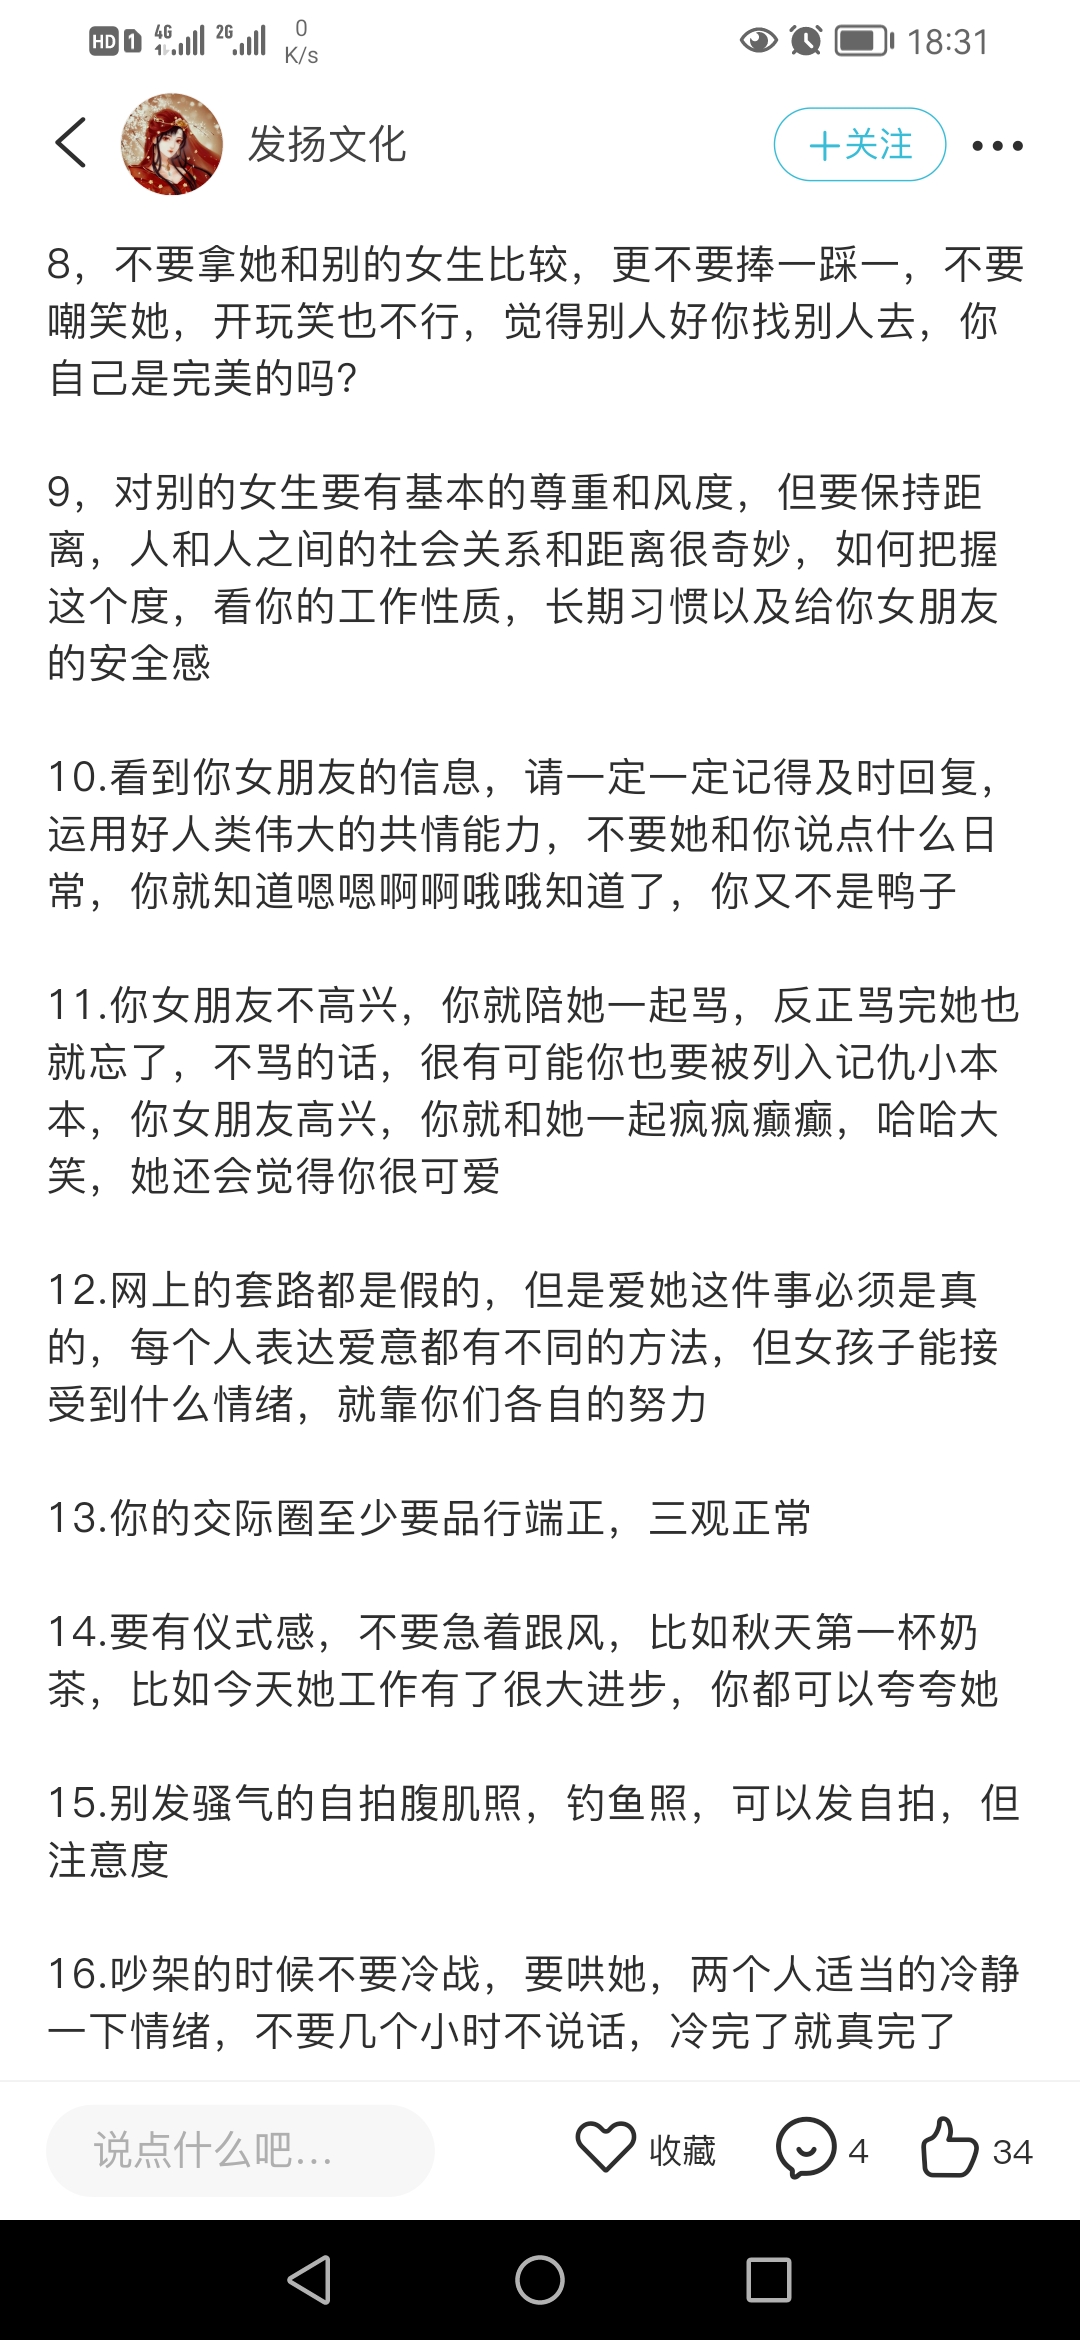 HD 1 4G 2G 0 K/s 18:31
发扬文化
+关注
8，不要拿她和别的女生比较，更不要捧一踩一，不要
嘲笑她，开玩笑也不行，觉得别人好你找别人去，你
自己是完美的吗?
9，对别的女生要有基本的尊重和风度，但要保持距
离，人和人之间的社会关系和距离很奇妙，如何把握
这个度，看你的工作性质，长期习惯以及给你女朋友
的安全感
10.看到你女朋友的信息，请一定一定记得及时回复，
运用好人类伟大的共情能力，不要她和你说点什么日
常，你就知道嗯嗯啊啊哦哦知道了，你又不是鸭子
11.你女朋友不高兴，你就陪她一起骂，反正骂完她也
就忘了，不骂的话，很有可能你也要被列入记仇小本
本，你女朋友高兴，你就和她一起疯疯癫癫，哈哈大
笑，她还会觉得你很可爱
12.网上的套路都是假的，但是爱她这件事必须是真
的，每个人表达爱意都有不同的方法，但女孩子能接
受到什么情绪，就靠你们各自的努力
13.你的交际圈至少要品行端正，三观正常
14.要有仪式感，不要急着跟风，比如秋天第一杯奶
茶，比如今天她工作有了很大进步，你都可以夸夸她
15.别发骚气的自拍腹肌照，钓鱼照，可以发自拍，但
注意度
16.吵架的时候不要冷战，要哄她，两个人适当的冷静
一下情绪，不要几个小时不说话，冷完了就真完了
说点什么吧...
收藏
4
34